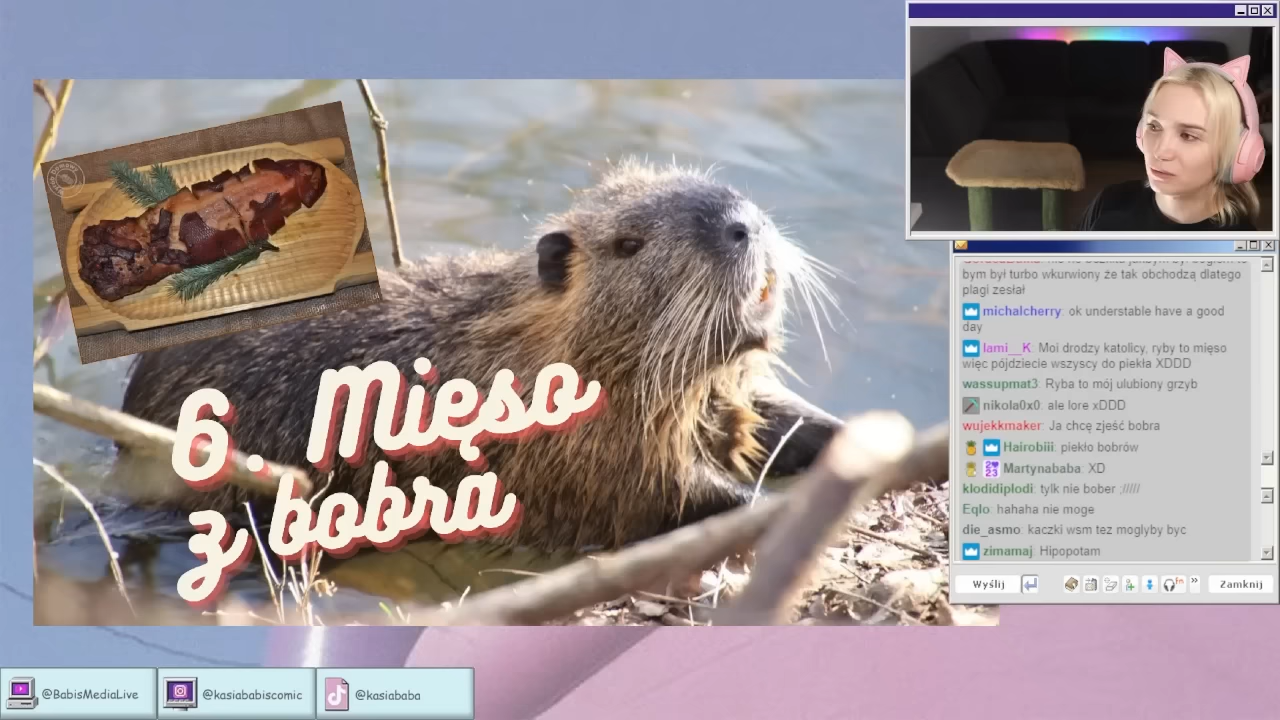 6. Mięso
z bobra
bym był turbo wkurwiony że tak obchodzą dlatego
plagi zesłał
michalcherry: ok understable have a good
day
lami__K: Moi drodzy katolicy, ryby to mięso
więc pójdziecie wszyscy do piekła XDDD
wassupmat3: Ryba to mój ulubiony grzyb
nikola0x0: ale lore xDDD
wujekkmaker: Ja chcę zjeść bobra
Hairobiii: piekło bobrów
Martynababa: XD
klodidiplodi: tylk nie bober ;/////
Eqlo: hahaha nie moge
die_asmo: kaczki wsm tez moglyby byc
zimamaj: Hipopotam
Wyślij
fn
»
Zamknij
@BabisMediaLive
@kasiababiscomic
@kasiababa